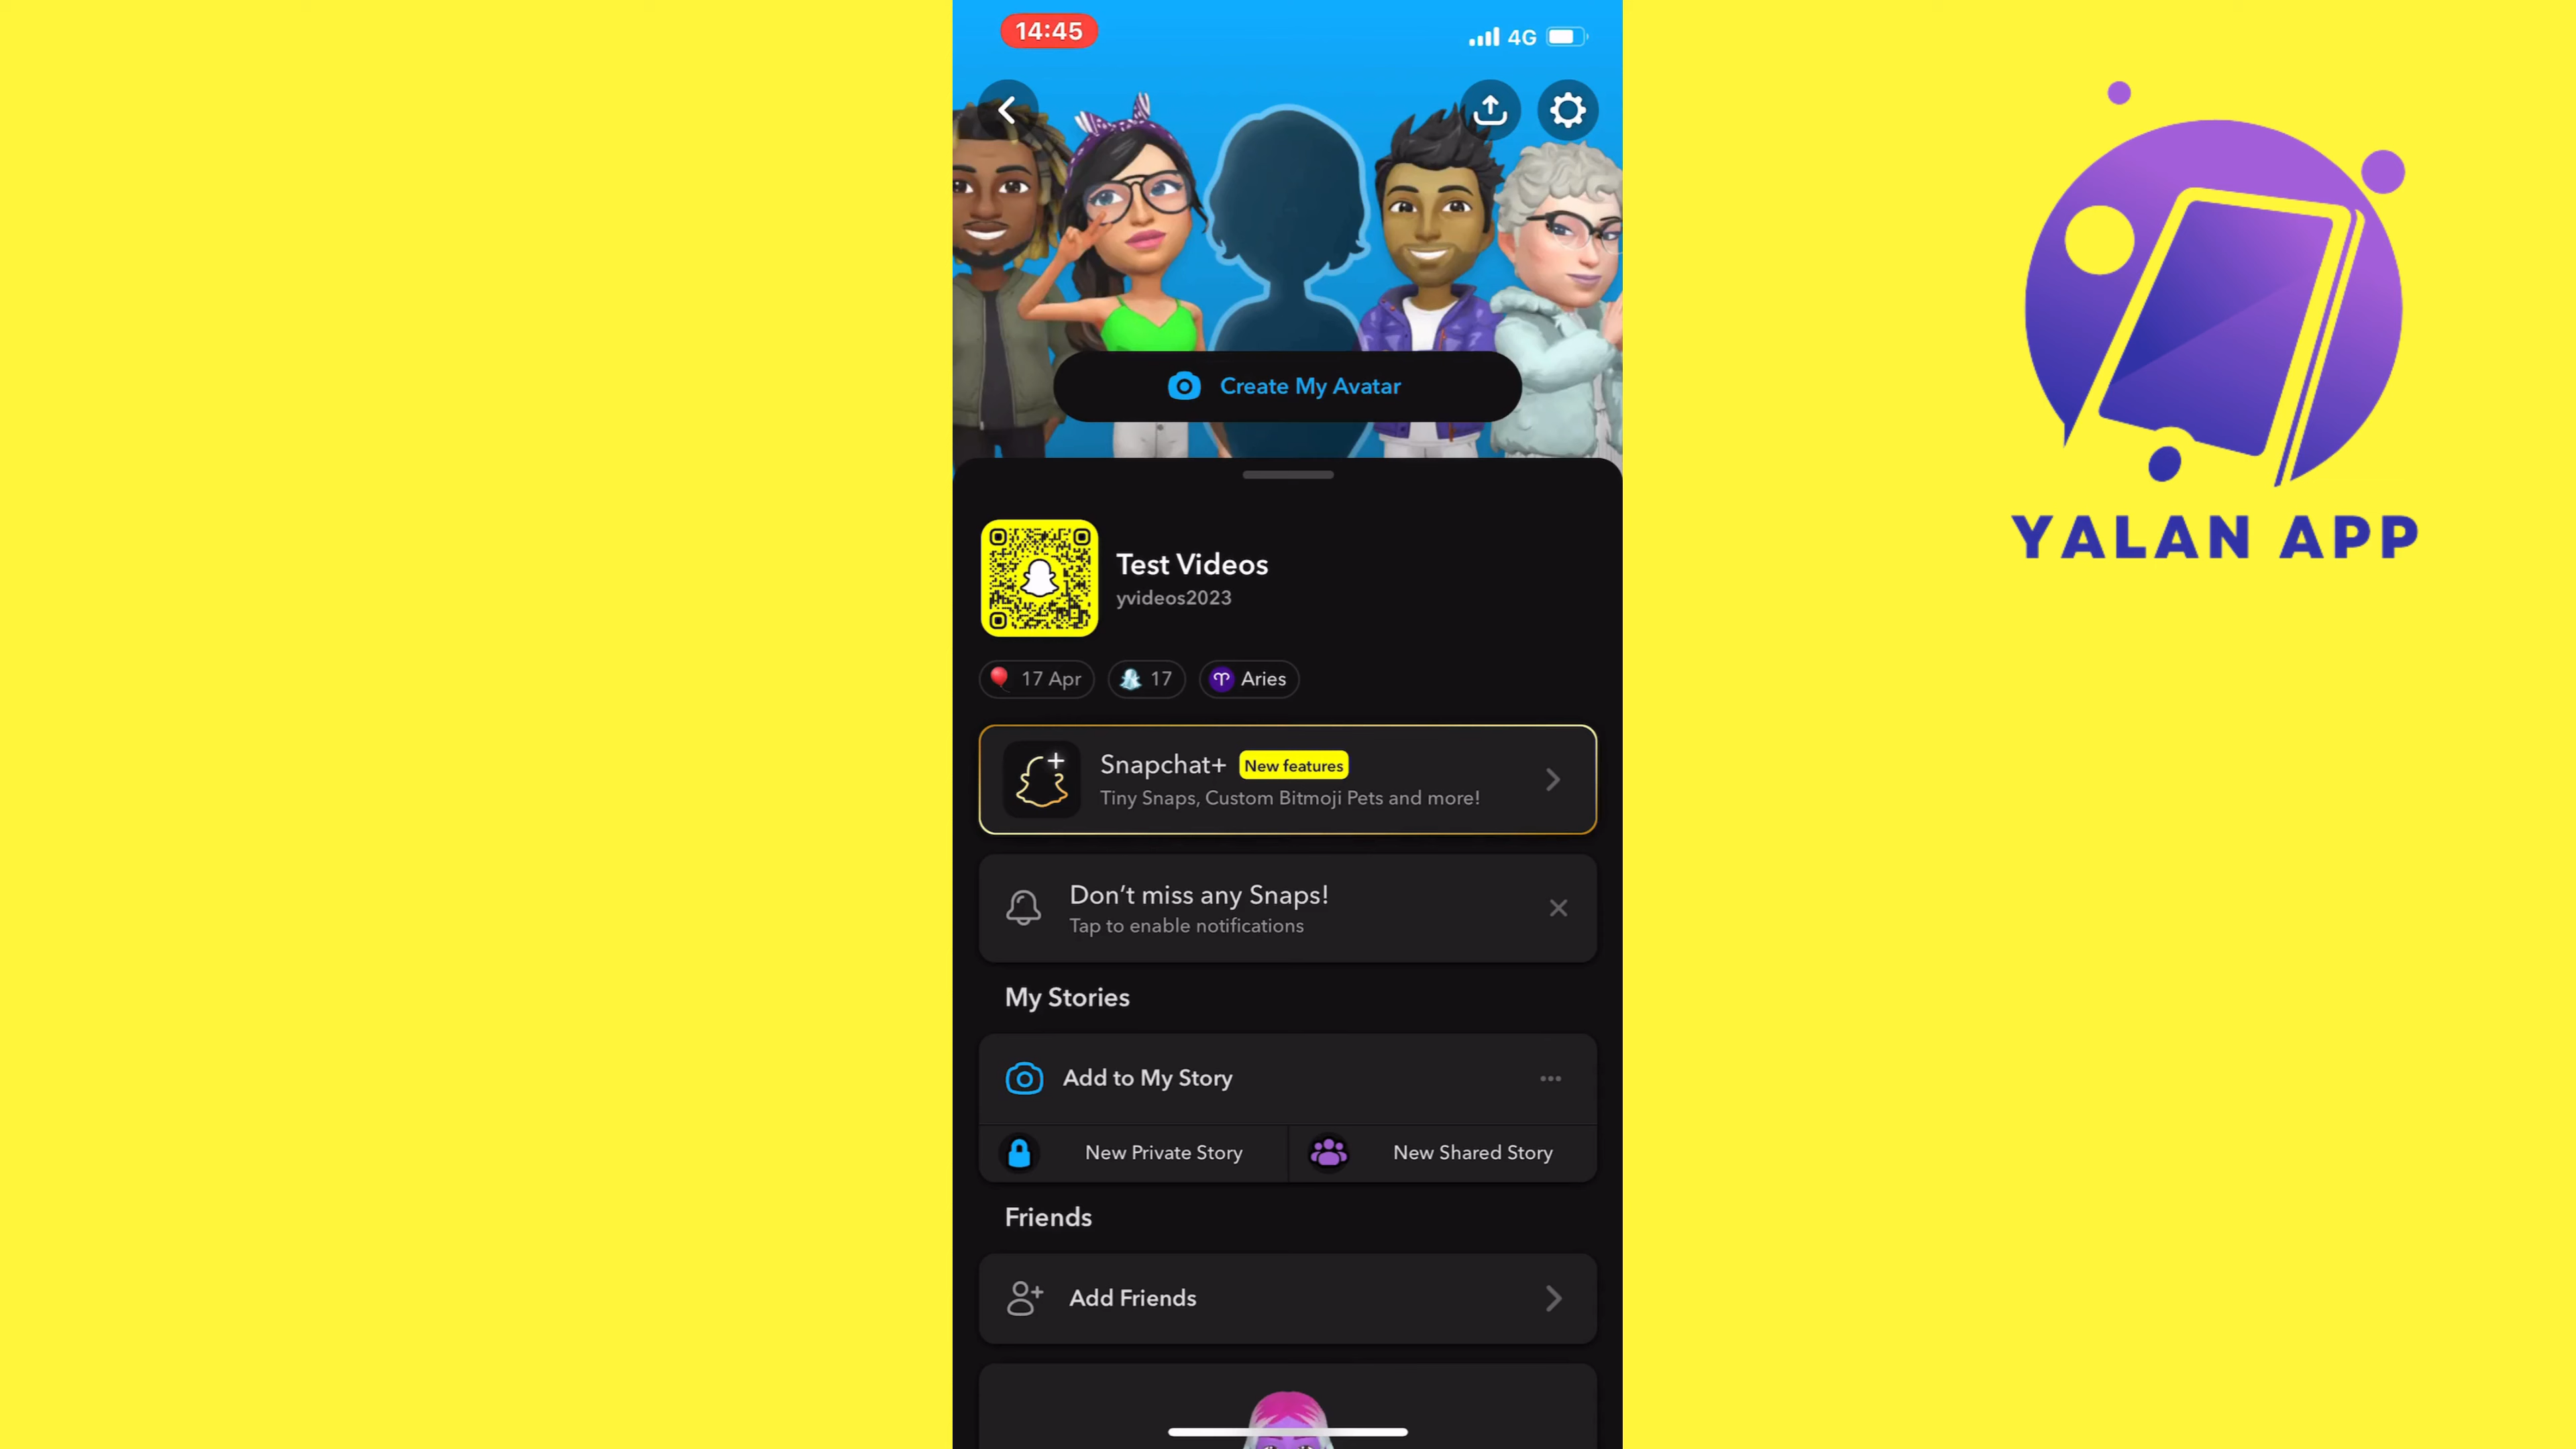 14:45
4G
Create My Avatar
Test Videos
yvideos2023
17 Apr
17
Aries
Snapchat+ New features
Tiny Snaps, Custom Bitmoji Pets and more!
Don’t miss any Snaps!
Tap to enable notifications
My Stories
Add to My Story
New Private Story
New Shared Story
Friends
Add Friends
YALAN APP